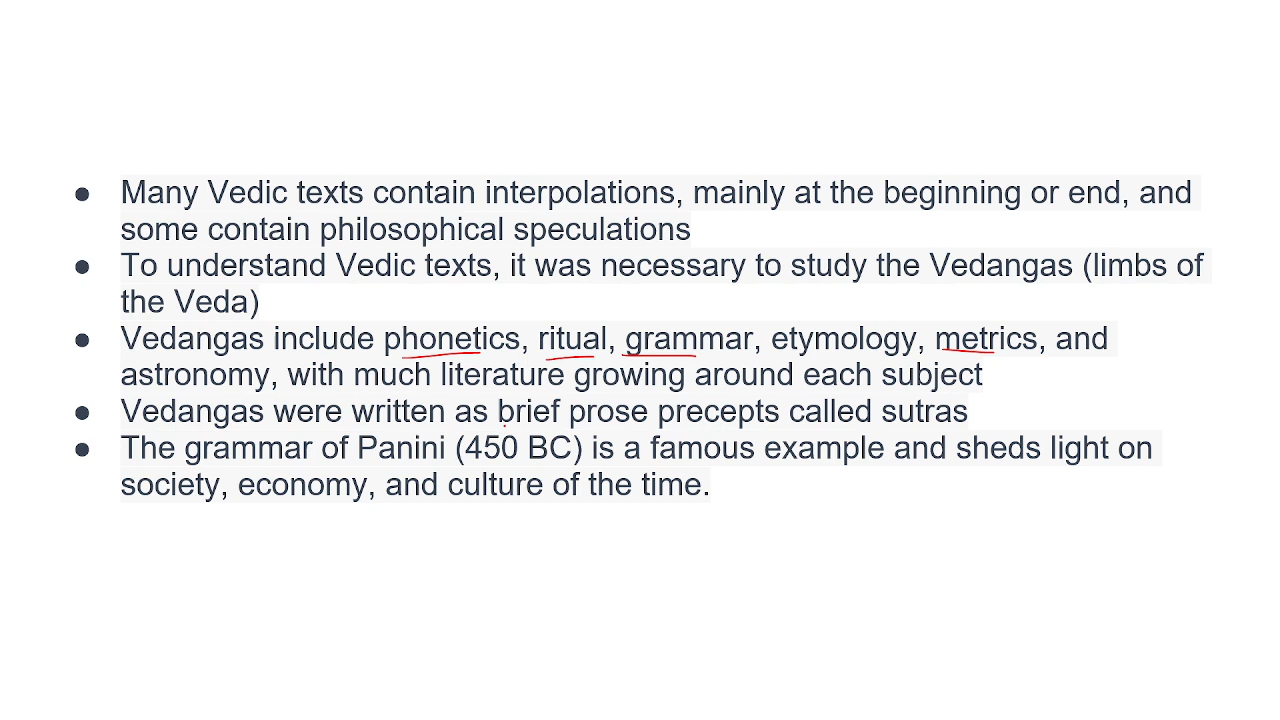 ● Many Vedic texts contain interpolations, mainly at the beginning or end, and
some contain philosophical speculations
● To understand Vedic texts, it was necessary to study the Vedangas (limbs of
the Veda)
● Vedangas include phonetics, ritual, grammar, etymology, metrics, and
astronomy, with much literature growing around each subject
● Vedangas were written as brief prose precepts called sutras
● The grammar of Panini (450 BC) is a famous example and sheds light on
society, economy, and culture of the time.